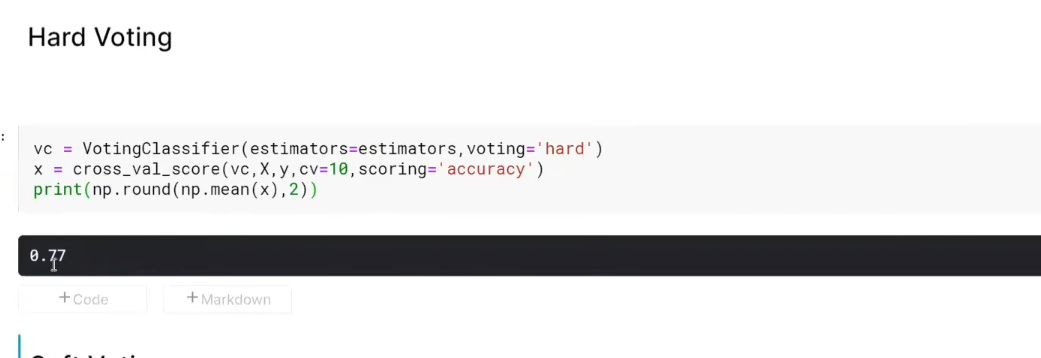 Hard Voting
:
vc = VotingClassifier(estimators=estimators,voting='hard')
x = cross_val_score(vc,X,y,cv=10,scoring='accuracy')
print(np.round(np.mean(x),2))
0.77
+Code +Markdown